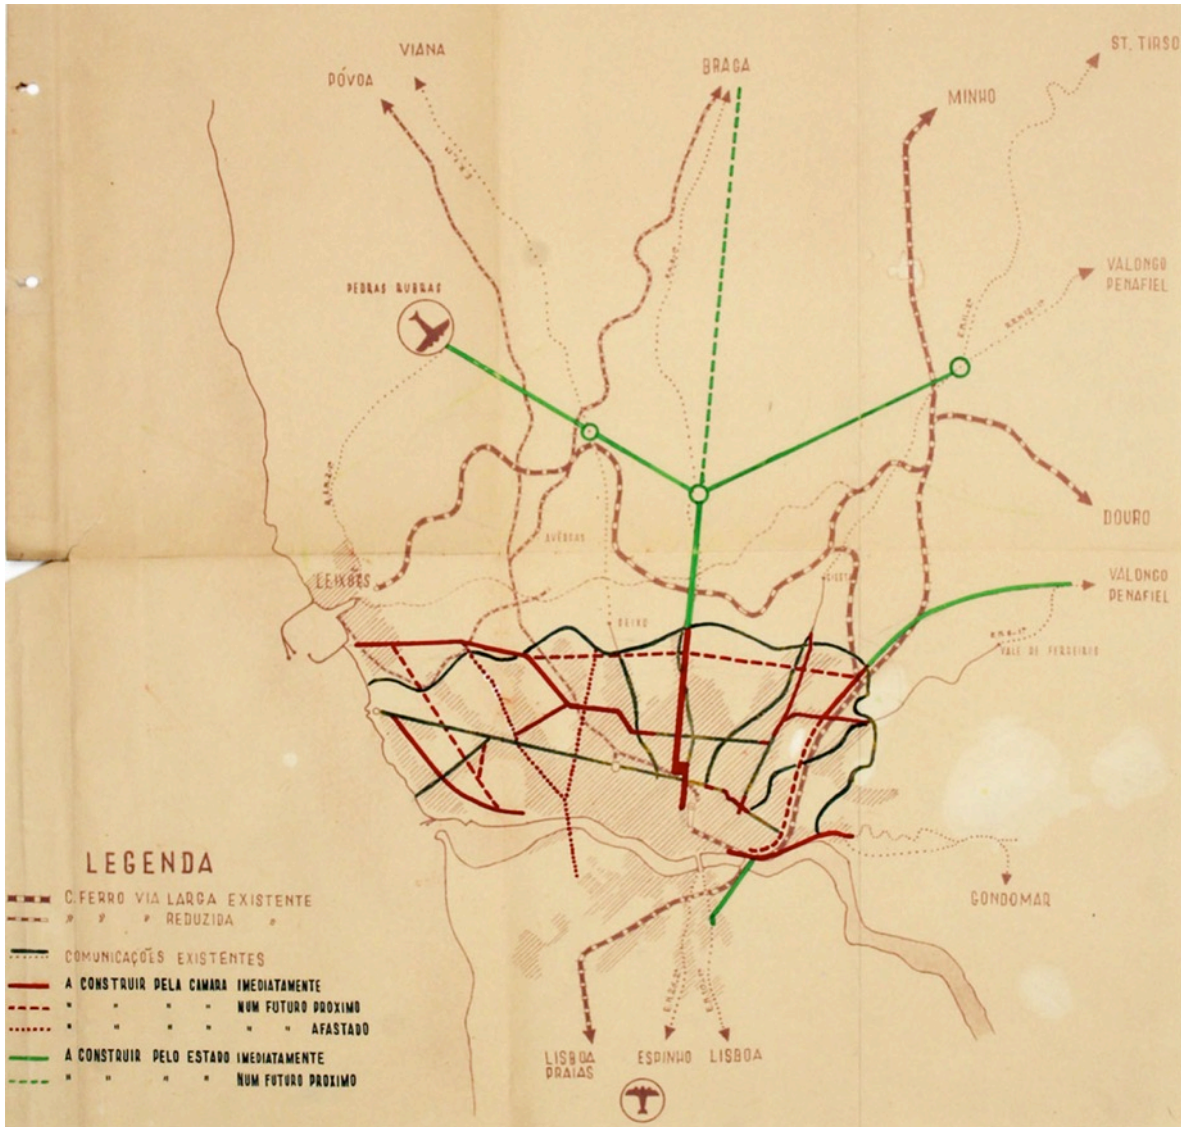 VIANA
PÓVOA
BRAGA
ST. TIRSO
MINHO
VALONGO
PENAFIEL
PEDRAS RUBRAS
DOURO
LEIXÕES
VALONGO
PENAFIEL
GONDOMAR
LISBOA
PRAIAS
ESPINHO
LISBOA
LEGENDA
C. FERRO VIA LARGA EXISTENTE
" " " REDUZIDA "
COMUNICAÇÕES EXISTENTES
A CONSTRUIR PELA CAMARA IMEDIATAMENTE
" " " " NUM FUTURO PROXIMO
" " " " " " AFASTADO
A CONSTRUIR PELO ESTADO IMEDIATAMENTE
" " " " NUM FUTURO PROXIMO